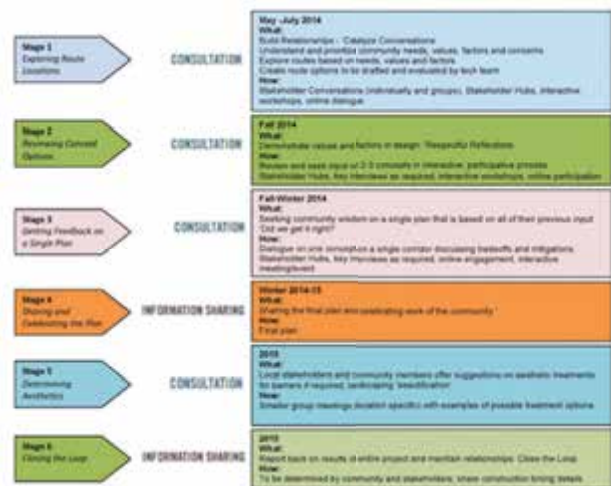 Stage 1
Exploring Route
Locations
CONSULTATION
May -July 2014
What:
Build Relationships - 'Catalyze Conversations'
Understand and prioritize community needs, values, factors and concerns
Explore routes based on needs, values and factors
Create route options to be drafted and evaluated by tech team
How:
Stakeholder Conversations (individually and groups), Stakeholder Hubs, interactive
workshops, online dialogue
Stage 2
Reviewing Concept
Options
CONSULTATION
Fall 2014
What:
Demonstrate values and factors in design: 'Respectful Reflections'
How:
Review and seek input of 2-3 concepts in interactive, participative process
Stakeholder Hubs, key interviews as required, interactive workshops, online participation
Stage 3
Getting Feedback on
a Single Plan
CONSULTATION
Fall-Winter 2014
What:
Seeking community wisdom on a single plan that is based on all of their previous input
'Did we get it right?'
How:
Dialogue on one concept on a single corridor discussing tradeoffs and mitigations
Stakeholder Hubs, key interviews as required, online engagement, interactive
meeting/event
Stage 4
Sharing and
Celebrating the Plan
INFORMATION SHARING
Winter 2014-15
What:
Sharing the final plan and celebrating work of the community
How:
Final plan
Stage 5
Determining
Aesthetics
CONSULTATION
2015
What:
Local stakeholders and community members offer suggestions on aesthetic treatments
for barriers if required, landscaping 'beautification'
How:
Smaller group meetings (location specific) with examples of possible treatment options
Stage 6
Closing the Loop
INFORMATION SHARING
2015
What:
Report back on results of entire project and maintain relationships: Close the Loop
How:
To be determined by community and stakeholders; share construction timing details